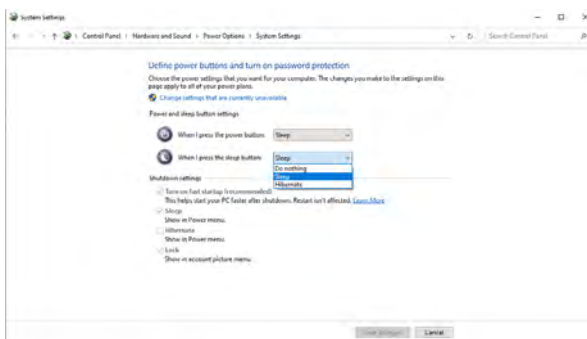 System Settings
Control Panel › Hardware and Sound › Power Options › System Settings
Search Control Panel
Define power buttons and turn on password protection
Choose the power settings that you want for your computer. The changes you make to the settings on this
page apply to all of your power plans.
Change settings that are currently unavailable
Power and sleep button settings
When I press the power button: Sleep
When I press the sleep button: Sleep
Do nothing
Sleep
Hibernate
Shutdown settings
Turn on fast startup (recommended)
This helps start your PC faster after shutdown. Restart isn't affected. Learn More
Sleep
Show in Power menu.
Hibernate
Show in Power menu.
Lock
Show in account picture menu.
Save changes Cancel